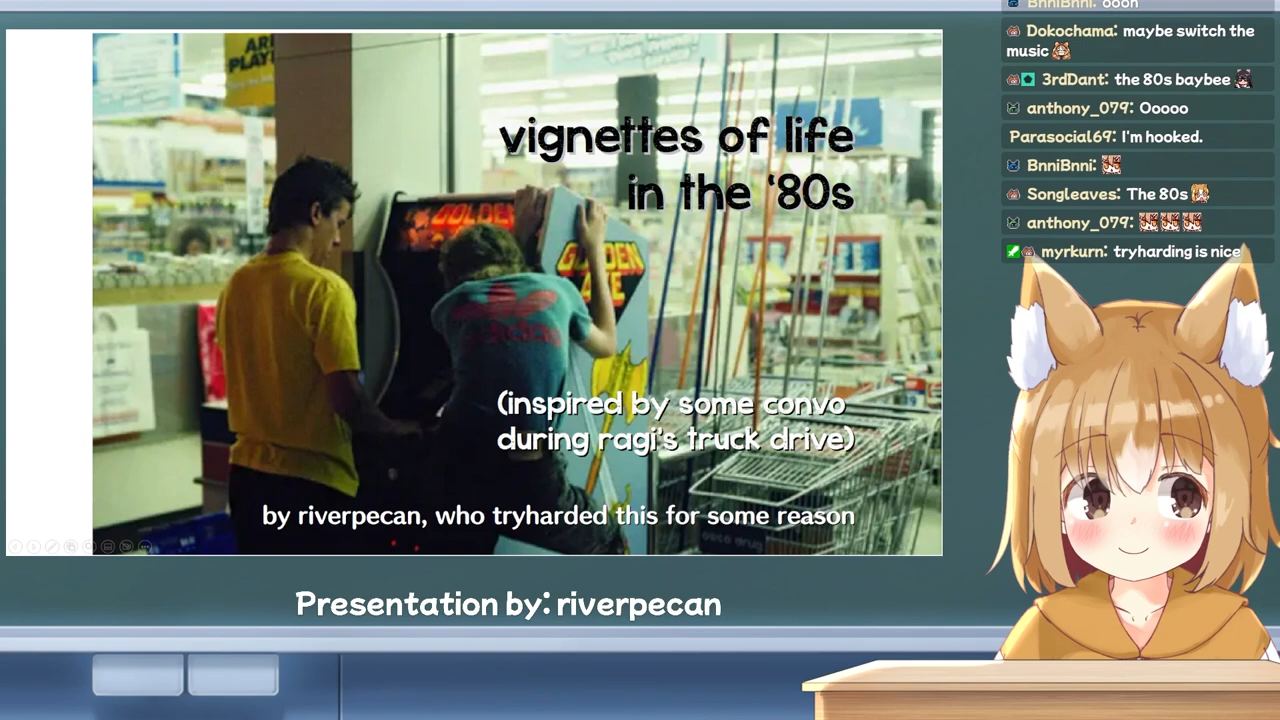 vignettes of life
in the ‘80s
GOLDEN
GOLDEN
AXE
(inspired by some convo
during ragi's truck drive)
by riverpecan, who tryharded this for some reason
Presentation by: riverpecan
BnniBnni: oooh
Dokochama: maybe switch the
music
3rdDant: the 80s baybee
anthony_079: Ooooo
Parasocial69: I'm hooked.
BnniBnni:
Songleaves: The 80s
anthony_079:
myrkurn: tryharding is nice